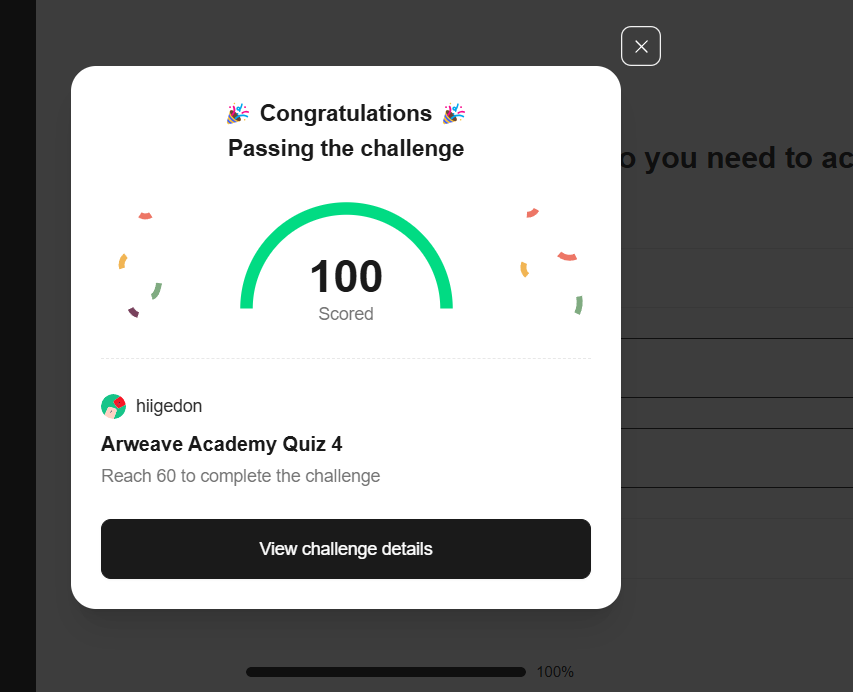 🎉 Congratulations 🎉
Passing the challenge
o you need to ac
100
Scored
hiigedon
Arweave Academy Quiz 4
Reach 60 to complete the challenge
View challenge details
100%